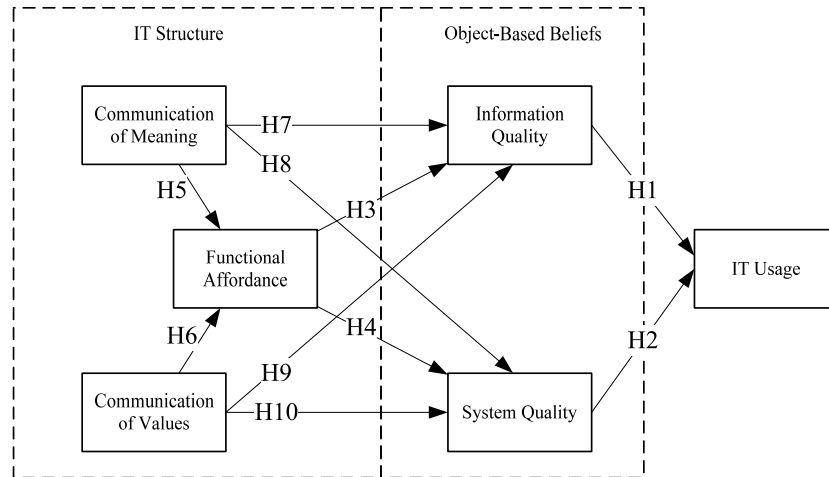 IT Structure
Object-Based Beliefs
Communication
of Meaning
Information
Quality
H7
H8
H5
H3
H1
Functional
Affordance
IT Usage
H6
H4
H2
H9
Communication
of Values
H10
System Quality